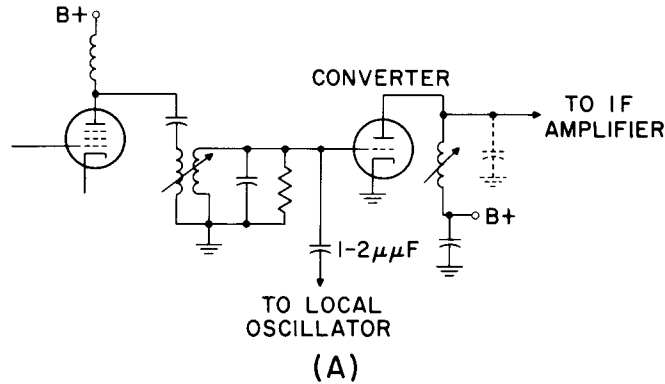 B+
CONVERTER
TO IF
AMPLIFIER
B+
1-2μμF
TO LOCAL
OSCILLATOR
(A)